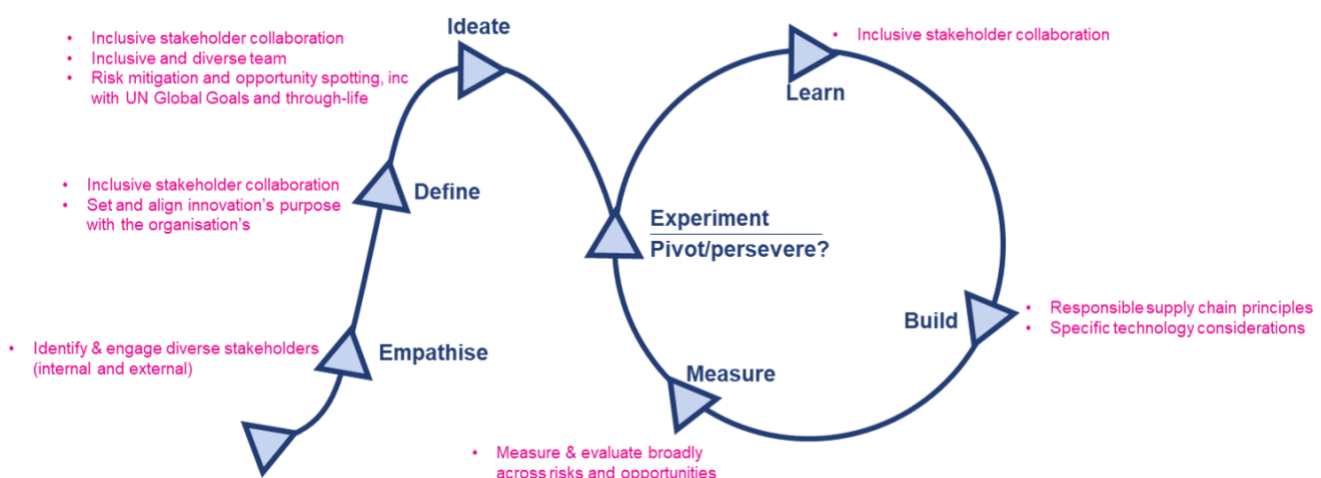 Ideate
• Inclusive stakeholder collaboration
• Inclusive and diverse team
• Risk mitigation and opportunity spotting, inc
with UN Global Goals and through-life
• Inclusive stakeholder collaboration
Learn
Define
• Inclusive stakeholder collaboration
• Set and align innovation's purpose
with the organisation's
Experiment
Pivot/persevere?
Build
• Responsible supply chain principles
• Specific technology considerations
Empathise
• Identify & engage diverse stakeholders
(internal and external)
Measure
• Measure & evaluate broadly
across risks and opportunities